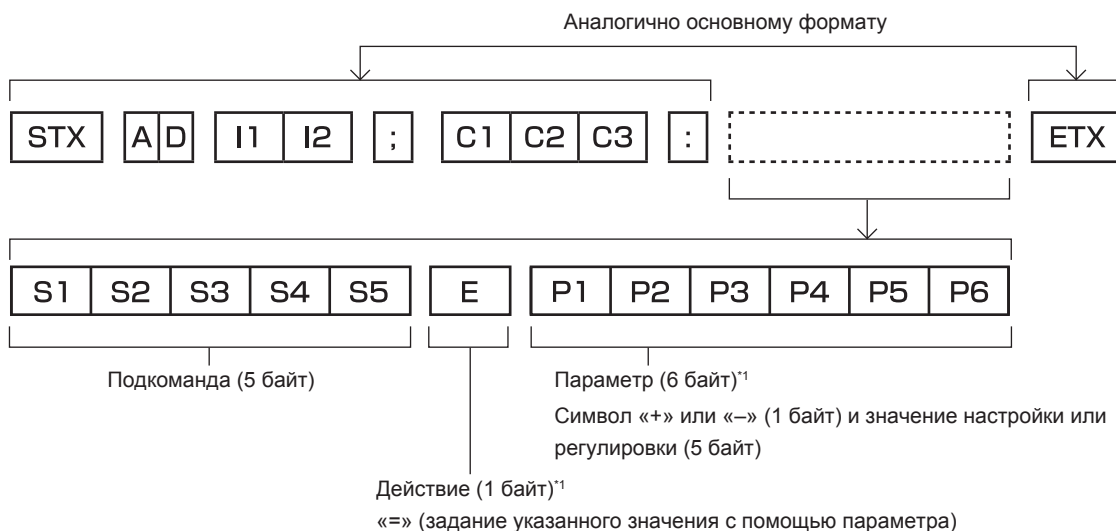 Аналогично основному формату
STX A D I1 I2 ; C1 C2 C3 : ETX
S1 S2 S3 S4 S5 E P1 P2 P3 P4 P5 P6
Подкоманда (5 байт)
Параметр (6 байт)*1
Символ «+» или «–» (1 байт) и значение настройки или
регулировки (5 байт)
Действие (1 байт)*1
«=» (задание указанного значения с помощью параметра)